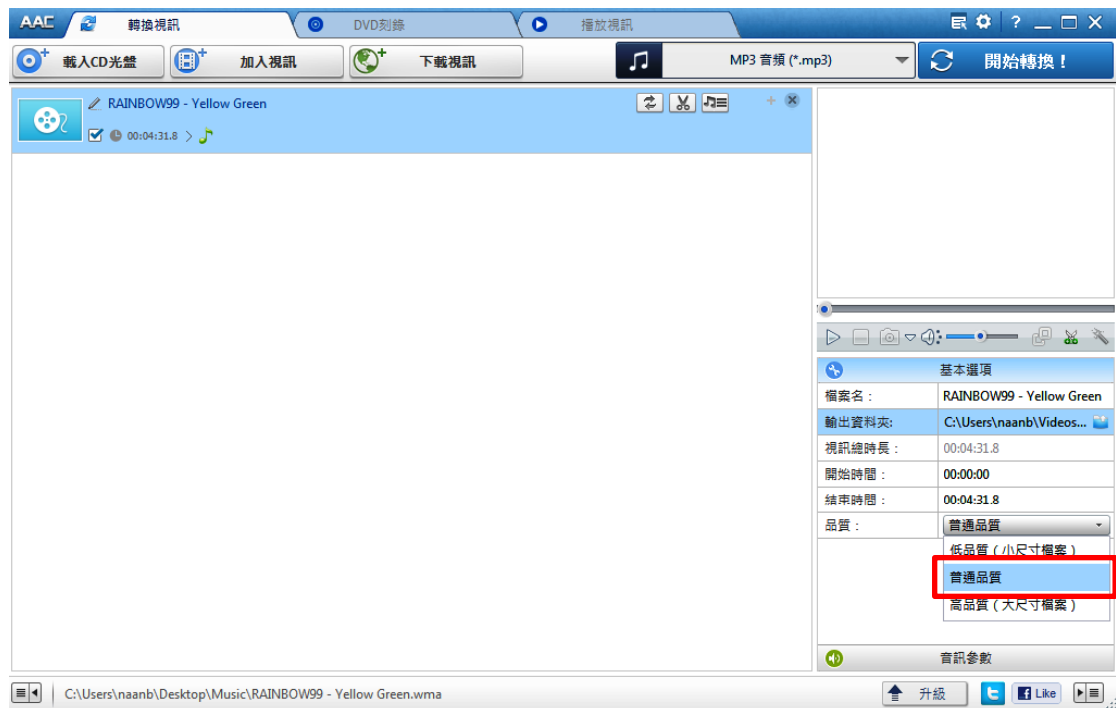 AAC 轉換視訊 DVD刻錄 播放視訊 ?
載入CD光盤 加入視訊 下載視訊 MP3 音頻 (*.mp3) 開始轉換！
RAINBOW99 - Yellow Green
00:04:31.8 >
基本選項
檔案名： RAINBOW99 - Yellow Green
輸出資料夾: C:\Users\naanb\Videos...
視訊總時長： 00:04:31.8
開始時間： 00:00:00
結束時間： 00:04:31.8
品質： 普通品質
低品質（小尺寸檔案）
普通品質
高品質（大尺寸檔案）
音訊參數
C:\Users\naanb\Desktop\Music\RAINBOW99 - Yellow Green.wma 升級 Like